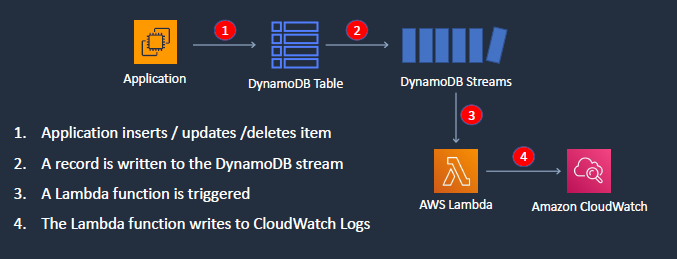 1
2
Application
DynamoDB Table
DynamoDB Streams
3
4
AWS Lambda
Amazon CloudWatch
1. Application inserts / updates /deletes item
2. A record is written to the DynamoDB stream
3. A Lambda function is triggered
4. The Lambda function writes to CloudWatch Logs